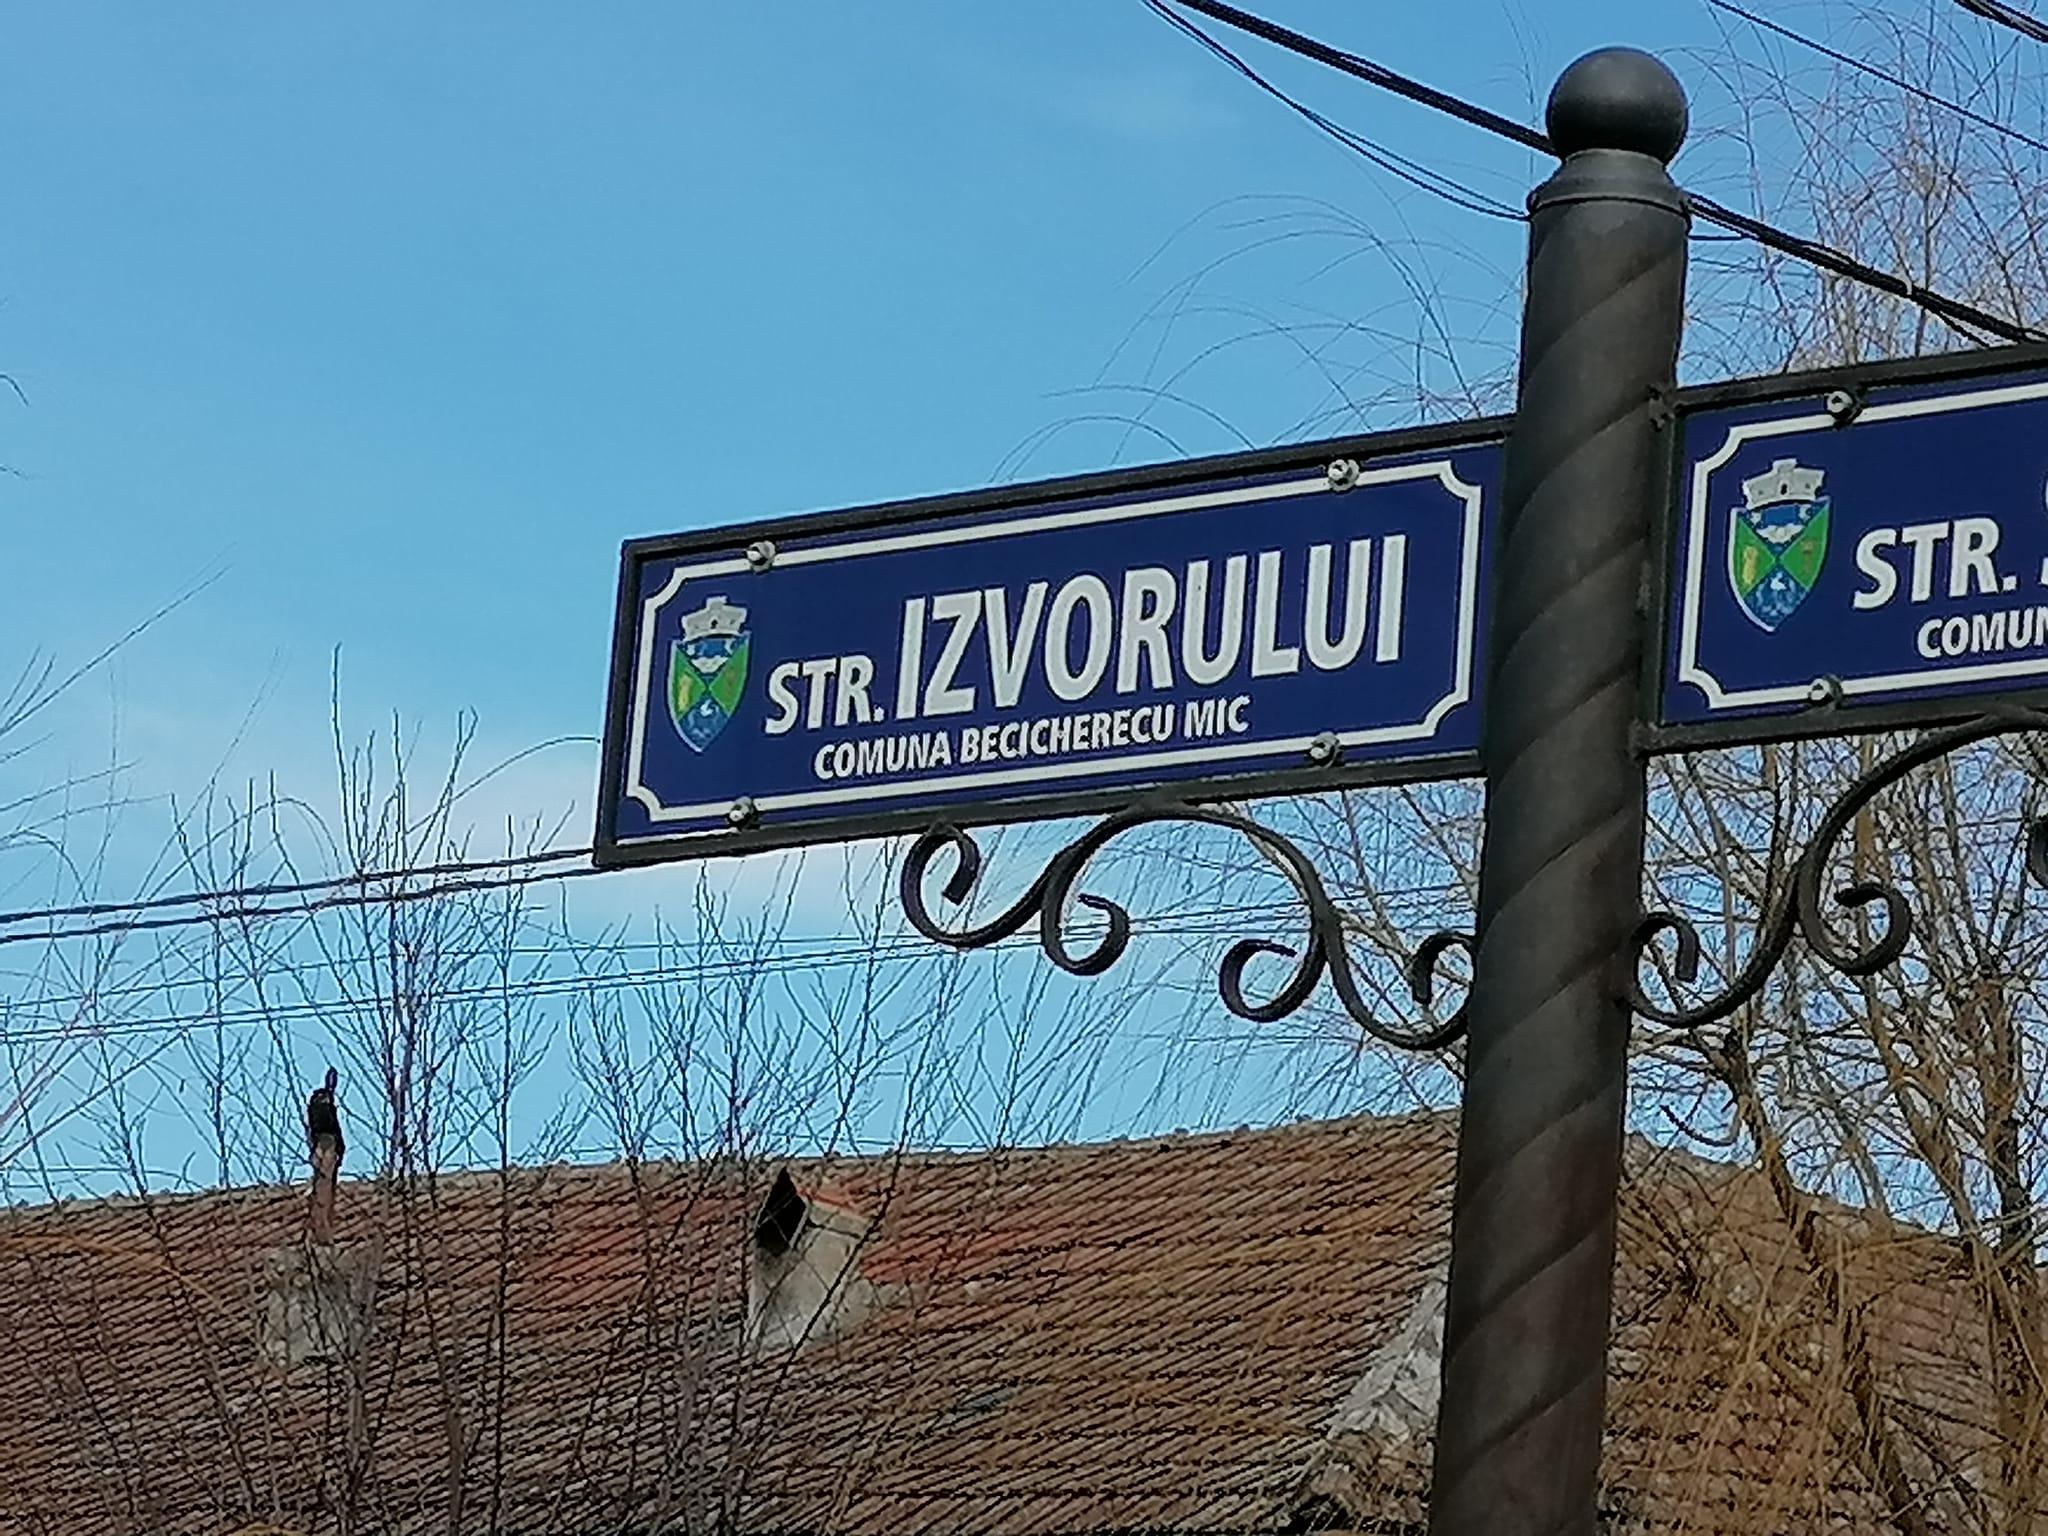 STR. IZVORULUI
COMUNA BECICHERECU MIC
STR.